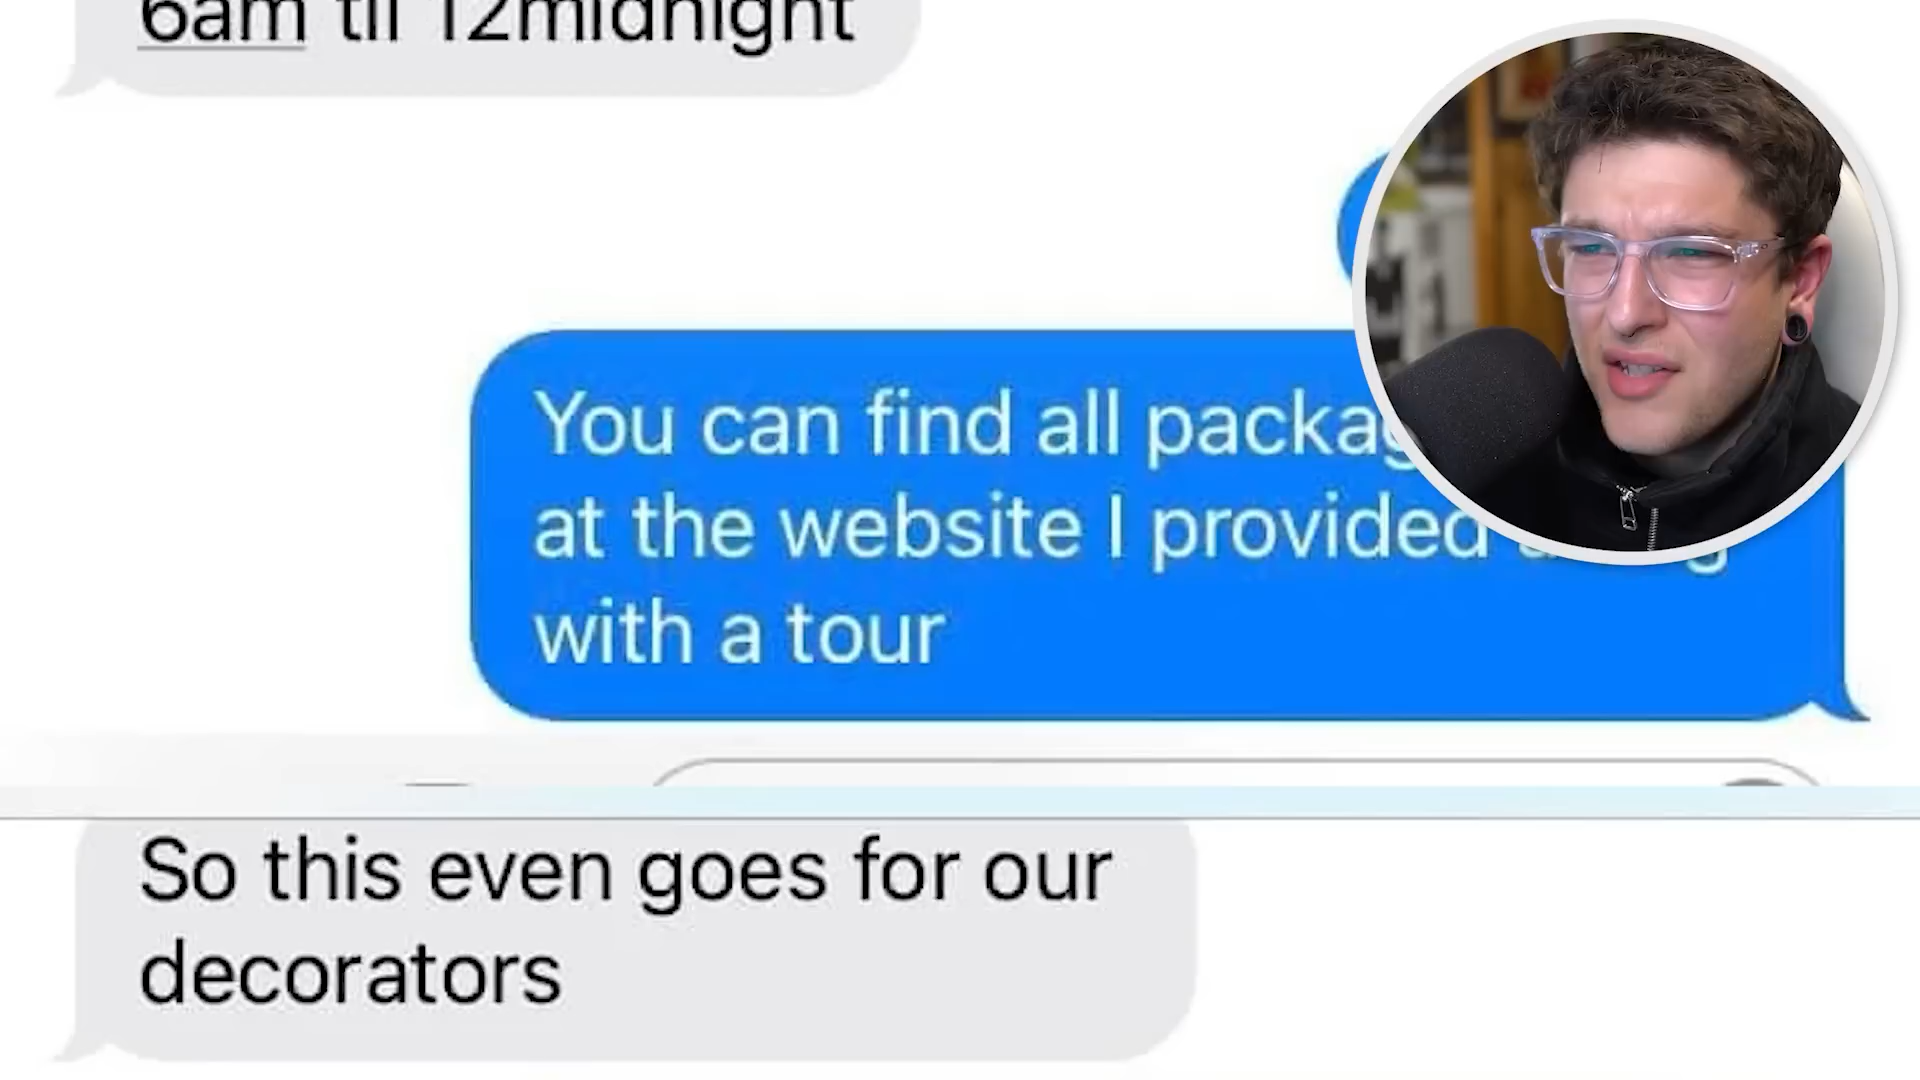 6am til 12midnight
You can find all packag
at the website I provided
with a tour
So this even goes for our
decorators